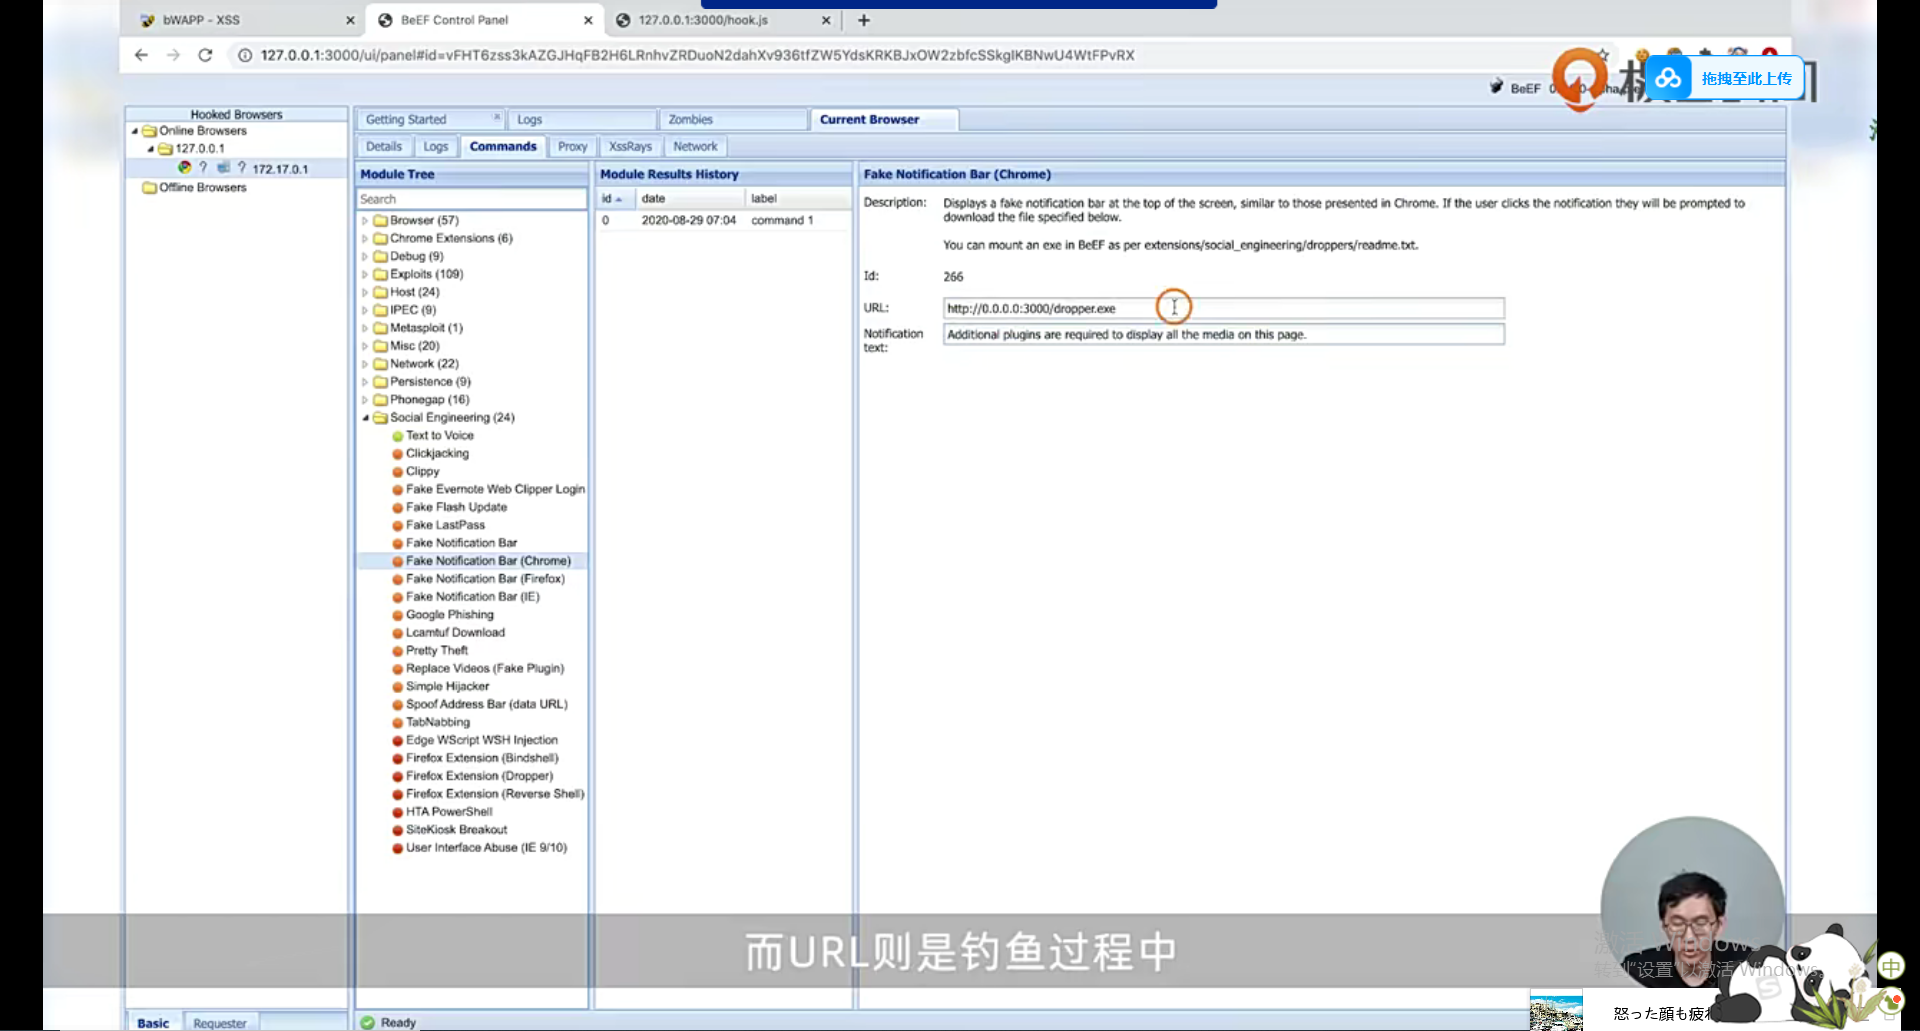 bWAPP - XSS
BeEF Control Panel
127.0.0.1:3000/hook.js
127.0.0.1:3000/ui/panel#id=vFHT6zss3kAZGJHqFB2H6LRnhvZRDuoN2dahXv936tfZW5YdsKRKBJxOW2zbfcSSkglKBNwU4WtFPvRX
拖拽至此上传
BeEF
Hooked Browsers
Online Browsers
127.0.0.1
? ? 172.17.0.1
Offline Browsers
Getting Started
Logs
Zombies
Current Browser
Details
Logs
Commands
Proxy
XssRays
Network
Module Tree
Search
Browser (57)
Chrome Extensions (6)
Debug (9)
Exploits (109)
Host (24)
IPEC (9)
Metasploit (1)
Misc (20)
Network (22)
Persistence (9)
Phonegap (16)
Social Engineering (24)
Text to Voice
Clickjacking
Clippy
Fake Evernote Web Clipper Login
Fake Flash Update
Fake LastPass
Fake Notification Bar
Fake Notification Bar (Chrome)
Fake Notification Bar (Firefox)
Fake Notification Bar (IE)
Google Phishing
Lcamtuf Download
Pretty Theft
Replace Videos (Fake Plugin)
Simple Hijacker
Spoof Address Bar (data URL)
TabNabbing
Edge WScript WSH Injection
Firefox Extension (Bindshell)
Firefox Extension (Dropper)
Firefox Extension (Reverse Shell)
HTA PowerShell
SiteKiosk Breakout
User Interface Abuse (IE 9/10)
Module Results History
id date label
0 2020-08-29 07:04 command 1
Fake Notification Bar (Chrome)
Description: Displays a fake notification bar at the top of the screen, similar to those presented in Chrome. If the user clicks the notification they will be prompted to
download the file specified below.
You can mount an exe in BeEF as per extensions/social_engineering/droppers/readme.txt.
Id: 266
URL: http://0.0.0.0:3000/dropper.exe
Notification text: Additional plugins are required to display all the media on this page.
而URL则是钓鱼过程中
激活 Windows
转到"设置"以激活 Windows
中
怒った顔も疲
Basic
Requester
Ready